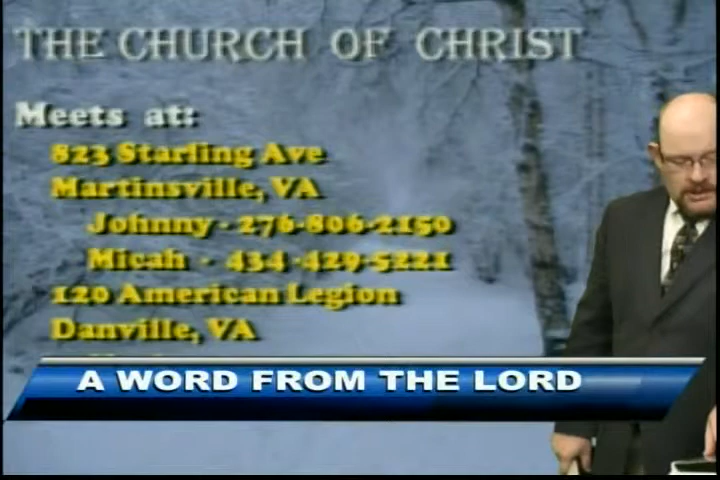 THE CHURCH OF CHRIST
Meets at:
823 Starling Ave
Martinsville, VA
Johnny - 276-806-2150
Micah - 434-429-5221
120 American Legion
Danville, VA
A WORD FROM THE LORD